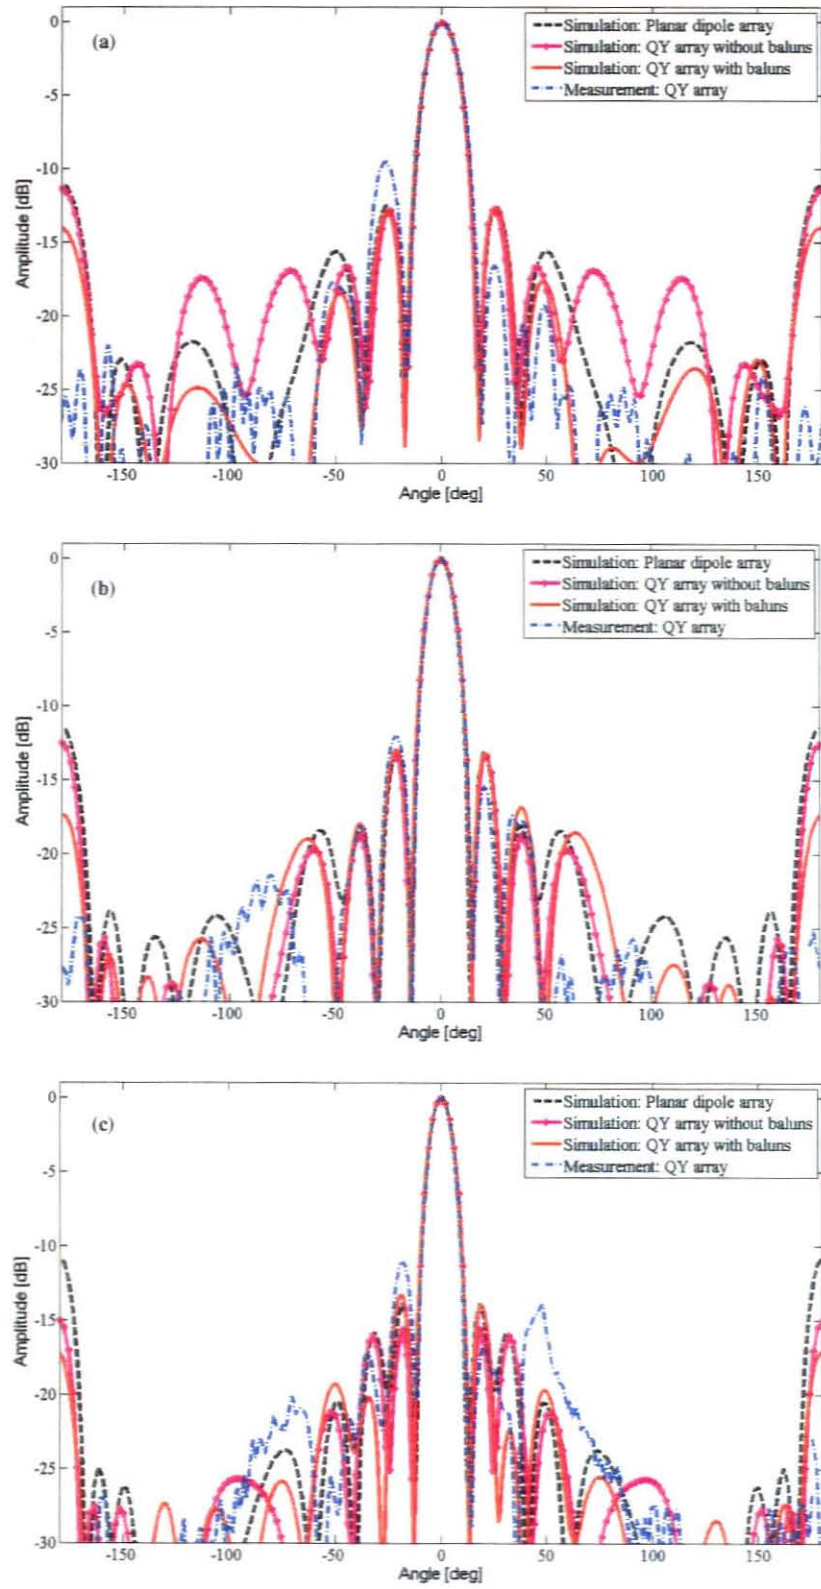 (a)
Simulation: Planar dipole array
Simulation: QY array without baluns
Simulation: QY array with baluns
Measurement: QY array
Amplitude [dB]
0
-5
-10
-15
-20
-25
-30
-150
-100
-50
0
50
100
150
Angle [deg]
(b)
Simulation: Planar dipole array
Simulation: QY array without baluns
Simulation: QY array with baluns
Measurement: QY array
Amplitude [dB]
0
-5
-10
-15
-20
-25
-30
-150
-100
-50
0
50
100
150
Angle [deg]
(c)
Simulation: Planar dipole array
Simulation: QY array without baluns
Simulation: QY array with baluns
Measurement: QY array
Amplitude [dB]
0
-5
-10
-15
-20
-25
-30
-150
-100
-50
0
50
100
150
Angle [deg]